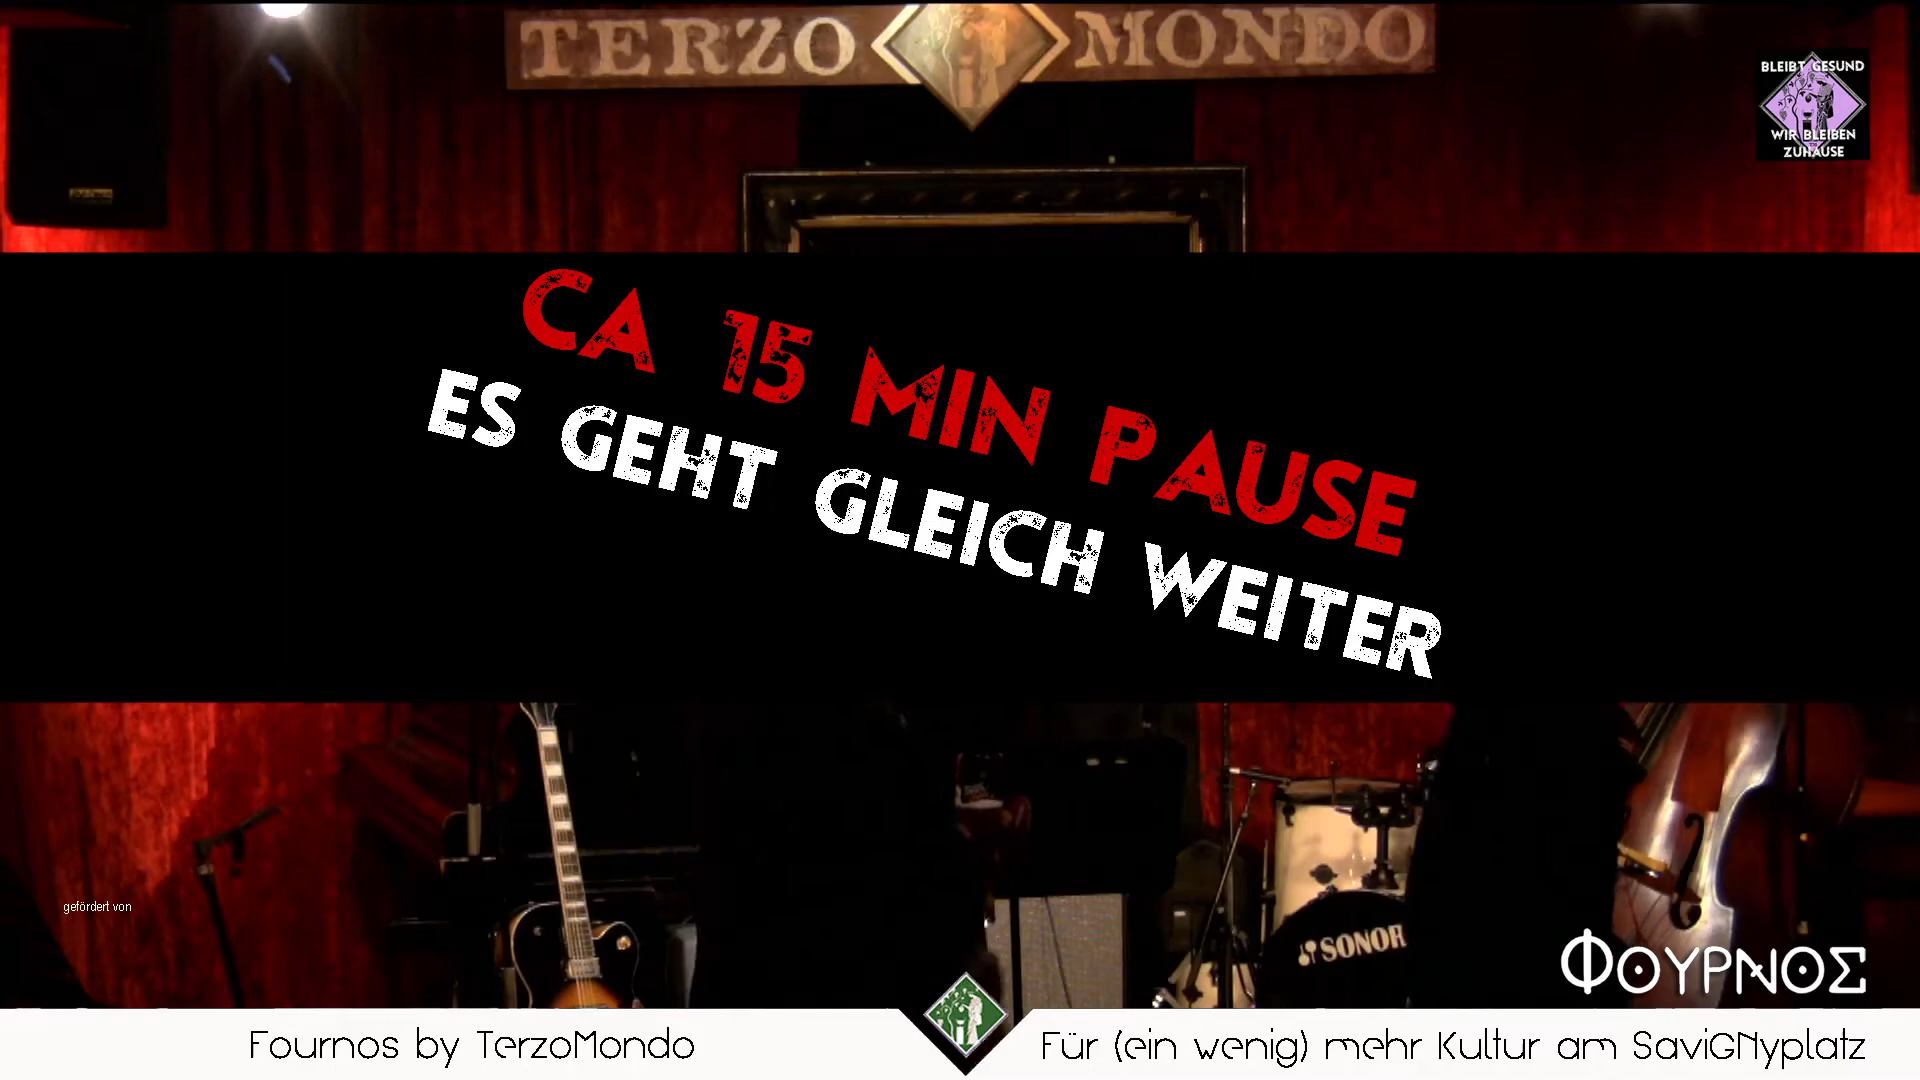 TERZO MONDO
BLEIBT GESUND
WIR BLEIBEN
ZUHAUSE
CA 15 MIN PAUSE
ES GEHT GLEICH WEITER
gefördert von
SONOR
ΦΟΥΡΝΟΣ
Fournos by TerzoMondo
Für (ein wenig) mehr Kultur am SaviGNyplatz